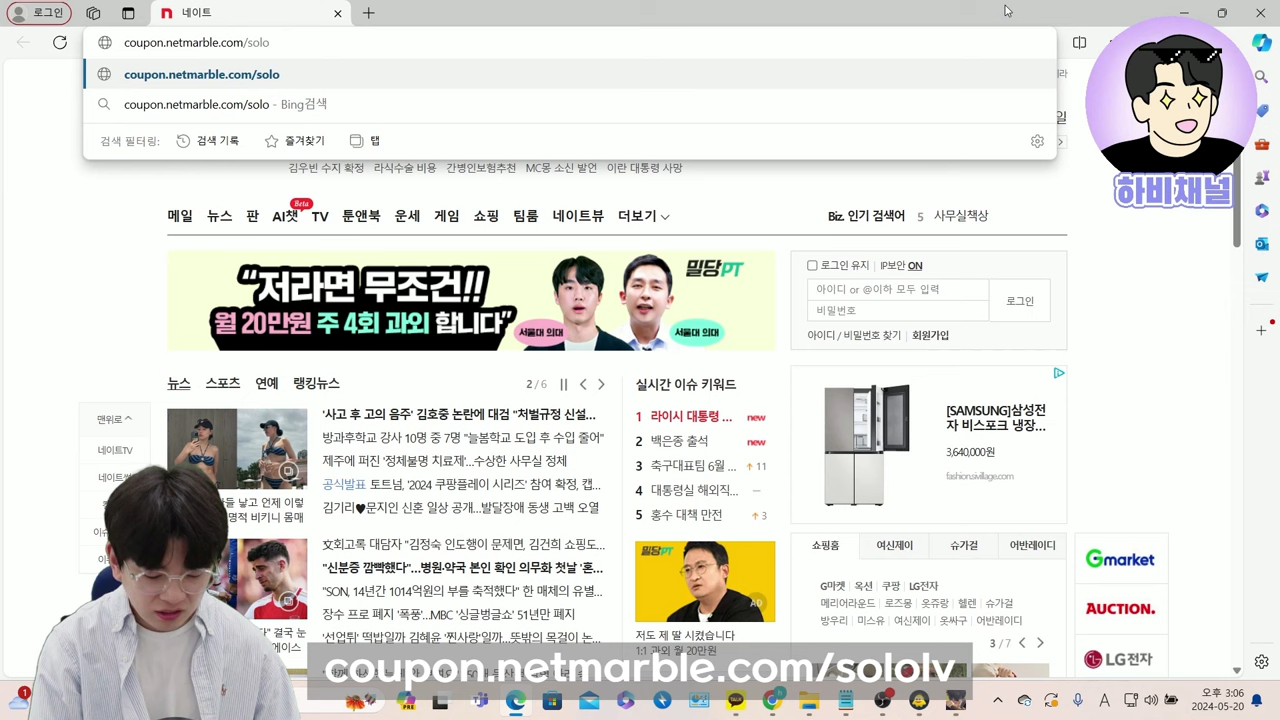 로그인
네이트
coupon.netmarble.com/solo
coupon.netmarble.com/solo
coupon.netmarble.com/solo - Bing검색
검색 필터링: 검색 기록 즐겨찾기 탭
하비채널
김우빈 수지 확정 라식수술 비용 간병인보험추천 MC몽 소신 발언 이란 대통령 사망
메일 뉴스 판 AI챗 Beta TV 툰앤북 운세 게임 쇼핑 팀룸 네이트뷰 더보기
Biz. 인기 검색어 5 사무실책상
"저라면 무조건!!
월 20만원 주 4회 과외 합니다"
밀당PT
서울대 의대
서울대 의대
로그인 유지 IP보안 ON
아이디 or @이하 모두 입력
비밀번호
로그인
아이디 / 비밀번호 찾기 회원가입
뉴스 스포츠 연예 랭킹뉴스
2 / 6
'사고 후 고의 음주' 김호중 논란에 대검 "처벌규정 신설...
방과후학교 강사 10명 중 7명 "늘봄학교 도입 후 수입 줄어"
제주에 퍼진 '정체불명 치료제'...수상한 사무실 정체
공식발표 토트넘, '2024 쿠팡플레이 시리즈' 참여 확정, 캡...
김기리♥문지인 신혼 일상 공개...발달장애 동생 고백 오열
文회고록 대담자 "김정숙 인도행이 문제면, 김건희 쇼핑도...
"신분증 깜빡했다"...병원·약국 본인 확인 의무화 첫날 '혼...
"SON, 14년간 1014억원의 부를 축적했다" 한 매체의 유별...
장수 프로 폐지 '폭풍'...MBC '싱글벙글쇼' 51년만 폐지
'선업튀' 떡밥일까 김혜윤 '찐사랑'일까...뜻밖의 목걸이 논...
낳고 언제 이렇
비키니 몸매
결국 눈
실시간 이슈 키워드
1 라이시 대통령 ... new
2 백은종 출석 new
3 축구대표팀 6월 ... 11
4 대통령실 해외직...
5 홍수 대책 만전 3
밀당PT
AD
저도 제 딸 시켰습니다
1:1 과외 월 20만원
[SAMSUNG]삼성전
자 비스포크 냉장...
3,640,000원
fashion.sivillage.com
쇼핑홈 여신제이 슈가걸 어반레이디
G마켓 옥션 쿠팡 LG전자
메리어라운드 로즈몽 옷쥬랑 헬렌 슈가걸
방우리 미스유 여신제이 옷싸구 어반레이디
3 / 7
Gmarket
AUCTION.
LG전자
맨위로
네이트TV
coupon.netmarble.com/sololv
오후 3:06
2024-05-20